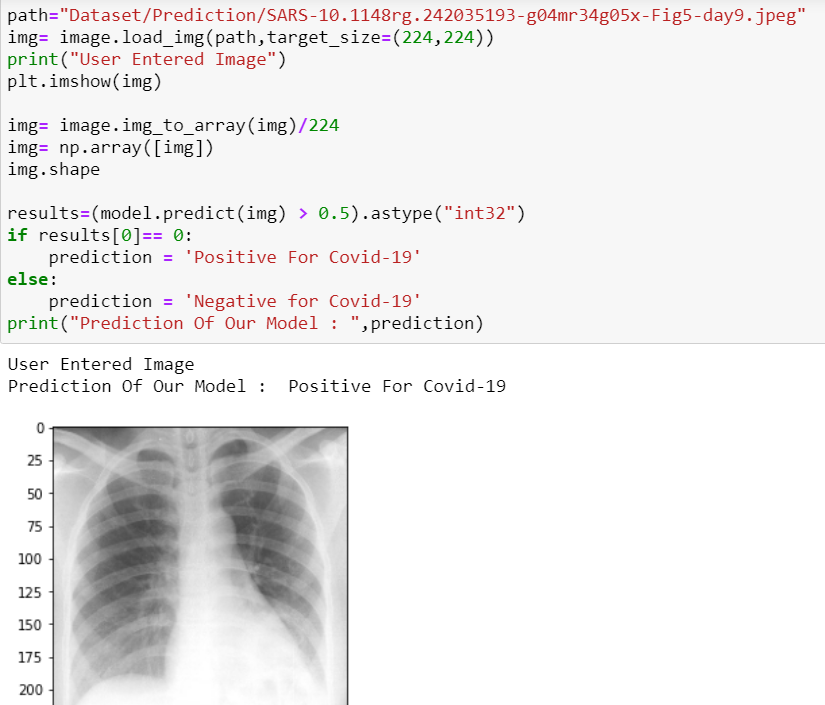 path="Dataset/Prediction/SARS-10.1148rg.242035193-g04mr34g05x-Fig5-day9.jpeg"
img= image.load_img(path,target_size=(224,224))
print("User Entered Image")
plt.imshow(img)
img= image.img_to_array(img)/224
img= np.array([img])
img.shape
results=(model.predict(img) > 0.5).astype("int32")
if results[0]== 0:
    prediction = 'Positive For Covid-19'
else:
    prediction = 'Negative for Covid-19'
print("Prediction Of Our Model : ",prediction)
User Entered Image
Prediction Of Our Model :  Positive For Covid-19
0
25
50
75
100
125
150
175
200